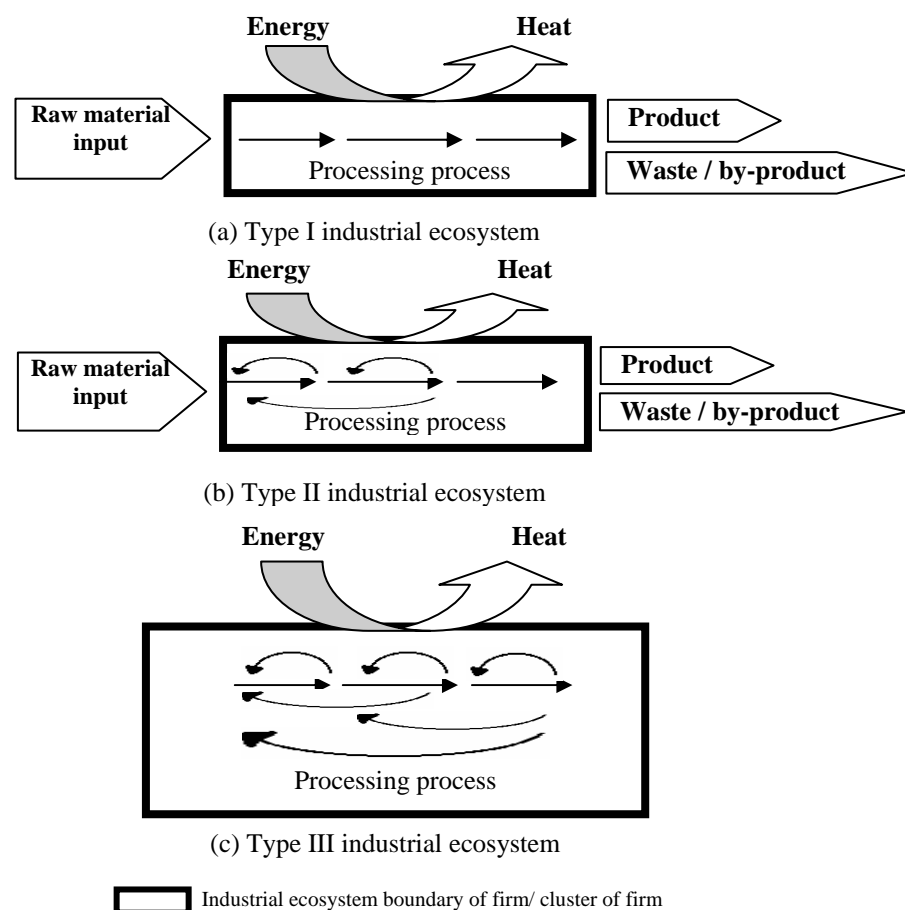 Energy Heat
Raw material
input
Product
Processing process
Waste / by-product
(a) Type I industrial ecosystem
Energy Heat
Raw material
input
Product
Processing process
Waste / by-product
(b) Type II industrial ecosystem
Energy Heat
Processing process
(c) Type III industrial ecosystem
Industrial ecosystem boundary of firm/ cluster of firm